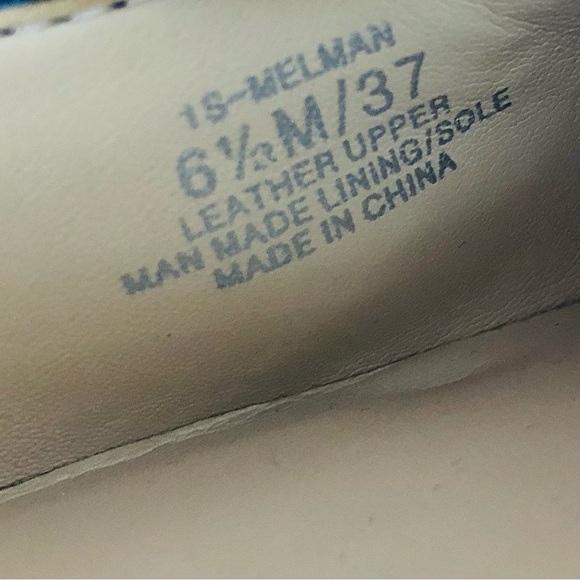 1S-MELMAN
6½M/37
LEATHER UPPER
MAN MADE LINING/SOLE
MADE IN CHINA